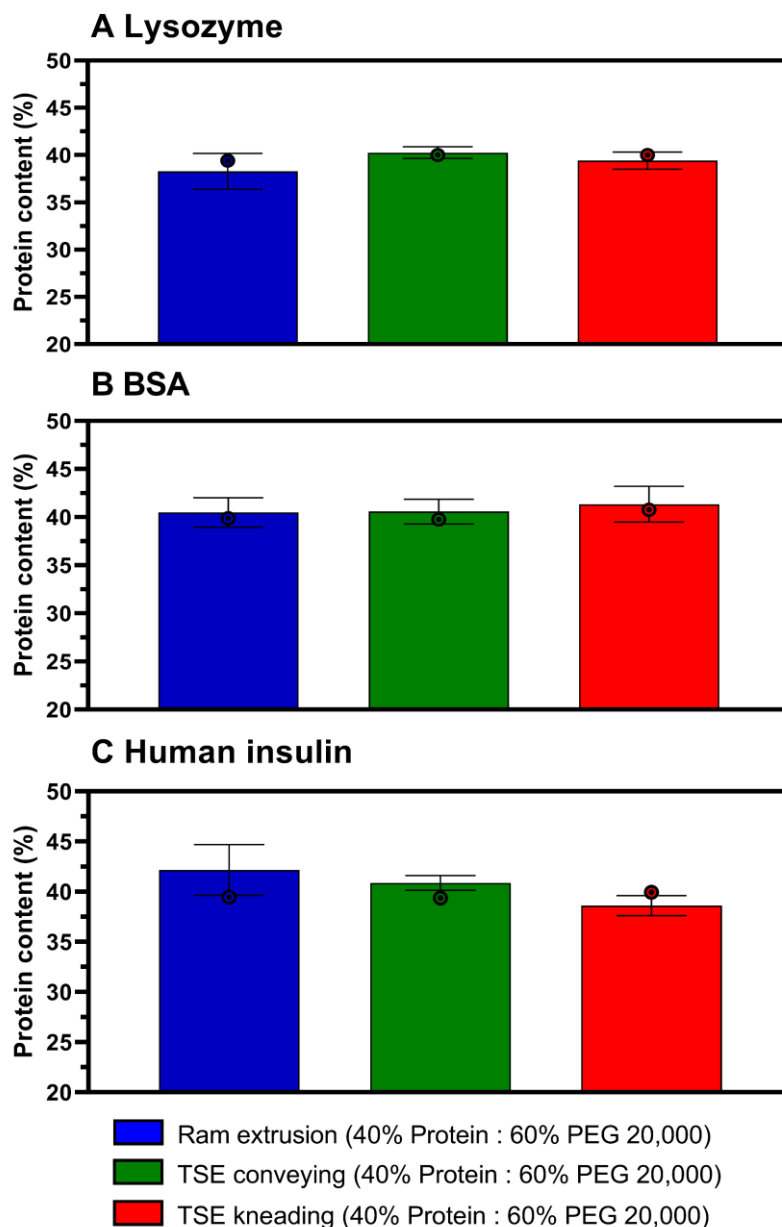 A Lysozyme
50
45
40
35
30
25
20
Protein content (%)
B BSA
50
45
40
35
30
25
20
Protein content (%)
C Human insulin
50
45
40
35
30
25
20
Protein content (%)
Ram extrusion (40% Protein : 60% PEG 20,000)
TSE conveying (40% Protein : 60% PEG 20,000)
TSE kneading (40% Protein : 60% PEG 20,000)